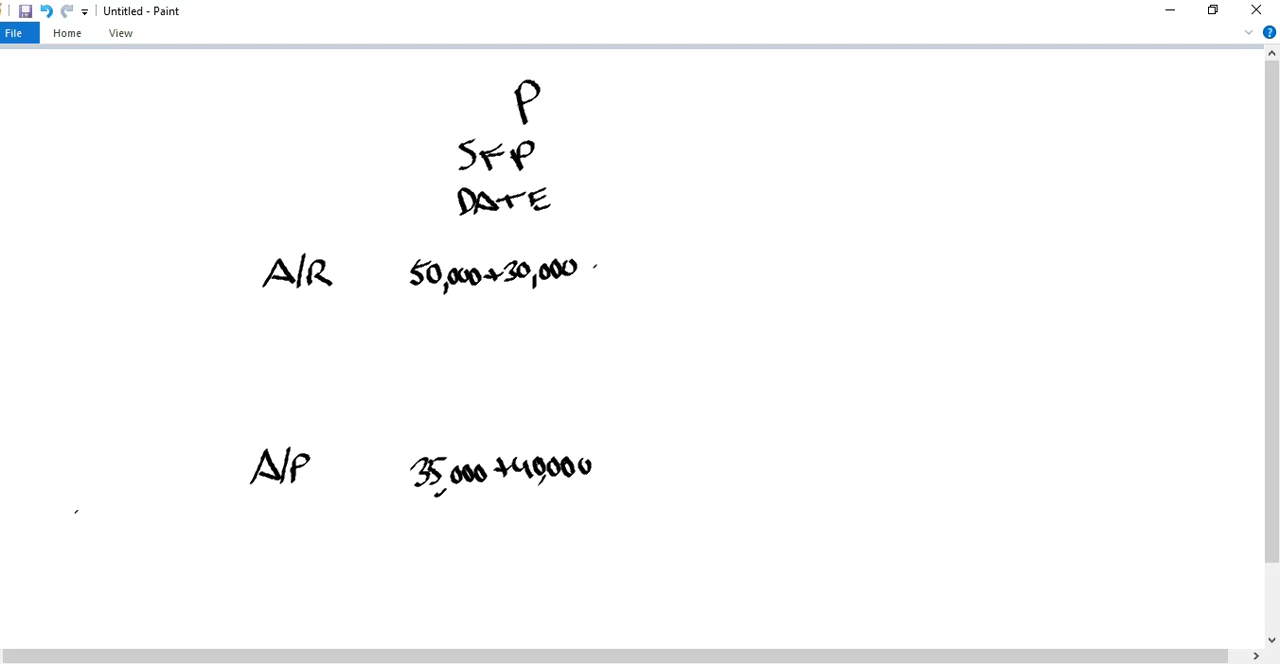 Untitled - Paint
File Home View
P
SFP
DATE
A/R 50,000+30,000
A/P 35,000+40,000